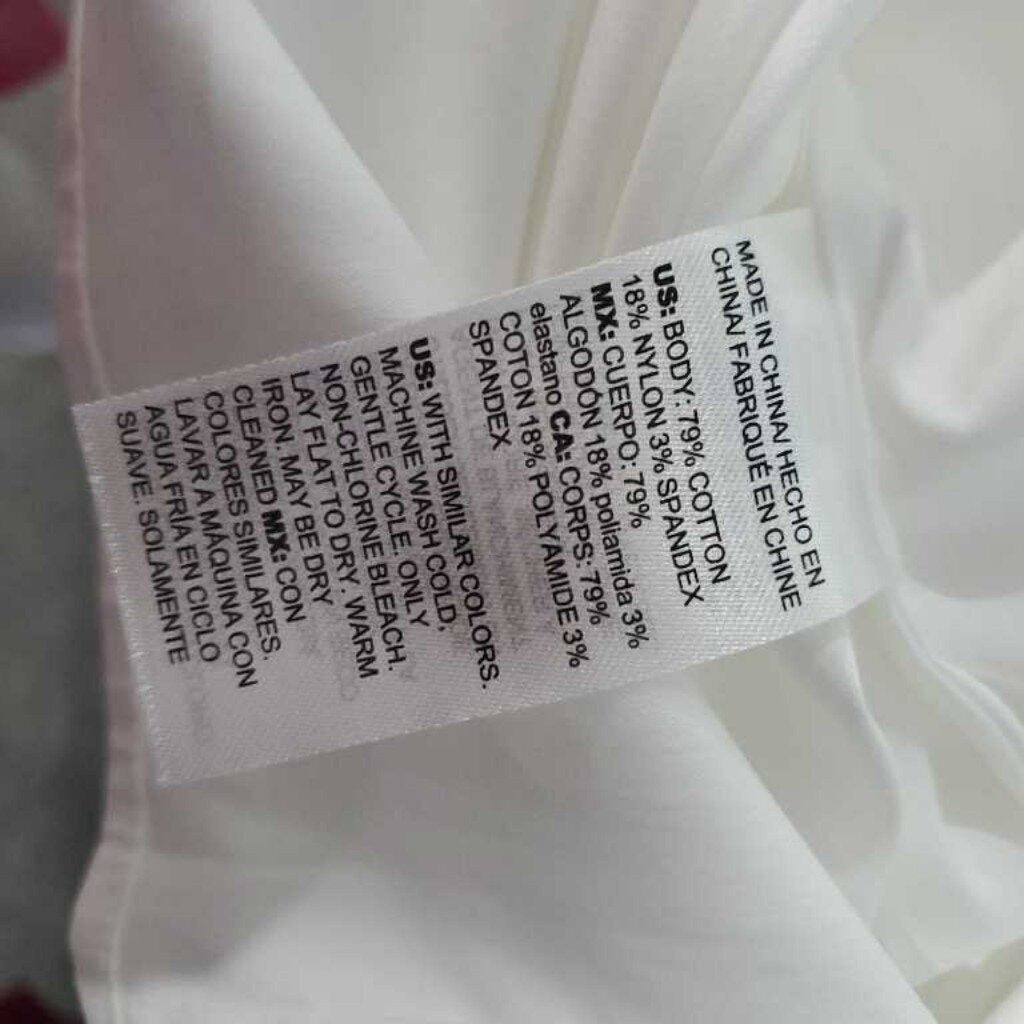 MADE IN CHINA/ HECHO EN
CHINA/ FABRIQUÉ EN CHINE
US: BODY: 79% COTTON
18% NYLON 3% SPANDEX
MX: CUERPO: 79%
ALGODÓN 18% poliamida 3%
elastano CA: CORPS: 79%
COTON 18% POLYAMIDE 3%
SPANDEX
US: WITH SIMILAR COLORS.
MACHINE WASH COLD,
GENTLE CYCLE. ONLY
NON-CHLORINE BLEACH.
LAY FLAT TO DRY. WARM
IRON. MAY BE DRY
CLEANED MX: CON
COLORES SIMILARES.
LAVAR A MÁQUINA CON
AGUA FRÍA EN CICLO
SUAVE. SOLAMENTE